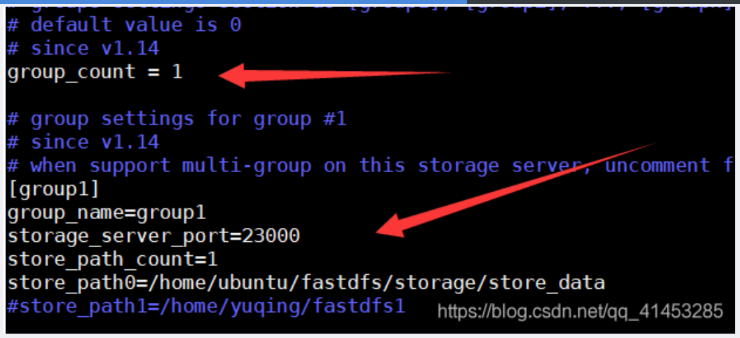 # default value is 0
# since v1.14
group_count = 1
# group settings for group #1
# since v1.14
# when support multi-group on this storage server, uncomment f
[group1]
group_name=group1
storage_server_port=23000
store_path_count=1
store_path0=/home/ubuntu/fastdfs/storage/store_data
#store_path1=/home/yuqing/fastdfs1
https://blog.csdn.net/qq_41453285